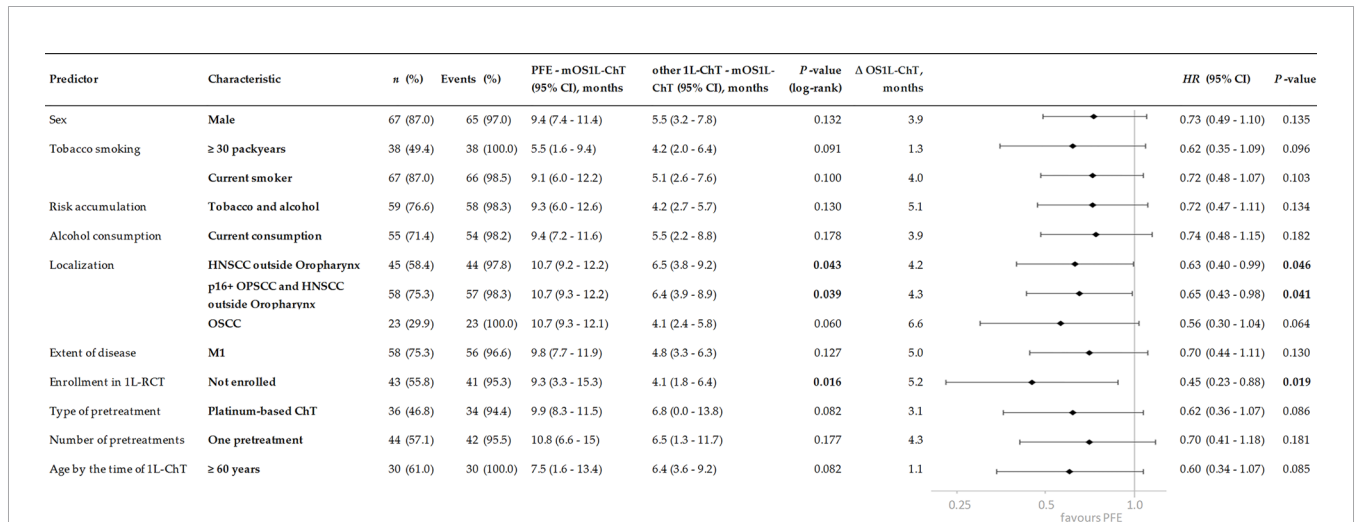 Predictor Characteristic n (%) Events (%) PFE - mOS1L-ChT (95% CI), months other 1L-ChT - mOS1L-ChT (95% CI), months P -value (log-rank) Δ OS1L-ChT, months HR (95% CI) P -value
Sex Male 67 (87.0) 65 (97.0) 9.4 (7.4 - 11.4) 5.5 (3.2 - 7.8) 0.132 3.9 0.73 (0.49 - 1.10) 0.135
Tobacco smoking ≥ 30 packyears 38 (49.4) 38 (100.0) 5.5 (1.6 - 9.4) 4.2 (2.0 - 6.4) 0.091 1.3 0.62 (0.35 - 1.09) 0.096
Current smoker 67 (87.0) 66 (98.5) 9.1 (6.0 - 12.2) 5.1 (2.6 - 7.6) 0.100 4.0 0.72 (0.48 - 1.07) 0.103
Risk accumulation Tobacco and alcohol 59 (76.6) 58 (98.3) 9.3 (6.0 - 12.6) 4.2 (2.7 - 5.7) 0.130 5.1 0.72 (0.47 - 1.11) 0.134
Alcohol consumption Current consumption 55 (71.4) 54 (98.2) 9.4 (7.2 - 11.6) 5.5 (2.2 - 8.8) 0.178 3.9 0.74 (0.48 - 1.15) 0.182
Localization HNSCC outside Oropharynx 45 (58.4) 44 (97.8) 10.7 (9.2 - 12.2) 6.5 (3.8 - 9.2) 0.043 4.2 0.63 (0.40 - 0.99) 0.046
p16+ OPSCC and HNSCC outside Oropharynx 58 (75.3) 57 (98.3) 10.7 (9.3 - 12.2) 6.4 (3.9 - 8.9) 0.039 4.3 0.65 (0.43 - 0.98) 0.041
OSCC 23 (29.9) 23 (100.0) 10.7 (9.3 - 12.1) 4.1 (2.4 - 5.8) 0.060 6.6 0.56 (0.30 - 1.04) 0.064
Extent of disease M1 58 (75.3) 56 (96.6) 9.8 (7.7 - 11.9) 4.8 (3.3 - 6.3) 0.127 5.0 0.70 (0.44 - 1.11) 0.130
Enrollment in 1L-RCT Not enrolled 43 (55.8) 41 (95.3) 9.3 (3.3 - 15.3) 4.1 (1.8 - 6.4) 0.016 5.2 0.45 (0.23 - 0.88) 0.019
Type of pretreatment Platinum-based ChT 36 (46.8) 34 (94.4) 9.9 (8.3 - 11.5) 6.8 (0.0 - 13.8) 0.082 3.1 0.62 (0.36 - 1.07) 0.086
Number of pretreatments One pretreatment 44 (57.1) 42 (95.5) 10.8 (6.6 - 15) 6.5 (1.3 - 11.7) 0.177 4.3 0.70 (0.41 - 1.18) 0.181
Age by the time of 1L-ChT ≥ 60 years 30 (61.0) 30 (100.0) 7.5 (1.6 - 13.4) 6.4 (3.6 - 9.2) 0.082 1.1 0.60 (0.34 - 1.07) 0.085
0.25 0.5 1.0
favours PFE